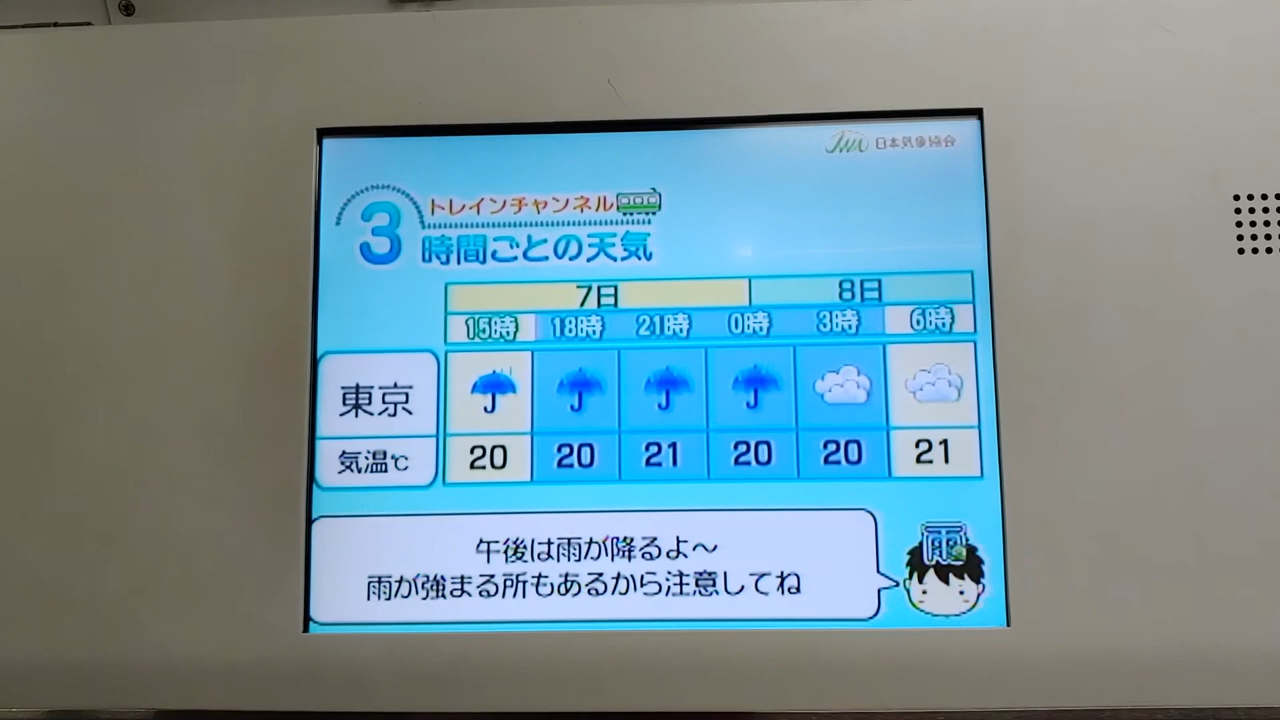 JWA 日本気象協会
トレインチャンネル
3時間ごとの天気
7日 8日
15時 18時 21時 0時 3時 6時
東京
気温℃ 20 20 21 20 20 21
午後は雨が降るよ～
雨が強まる所もあるから注意してね
雨